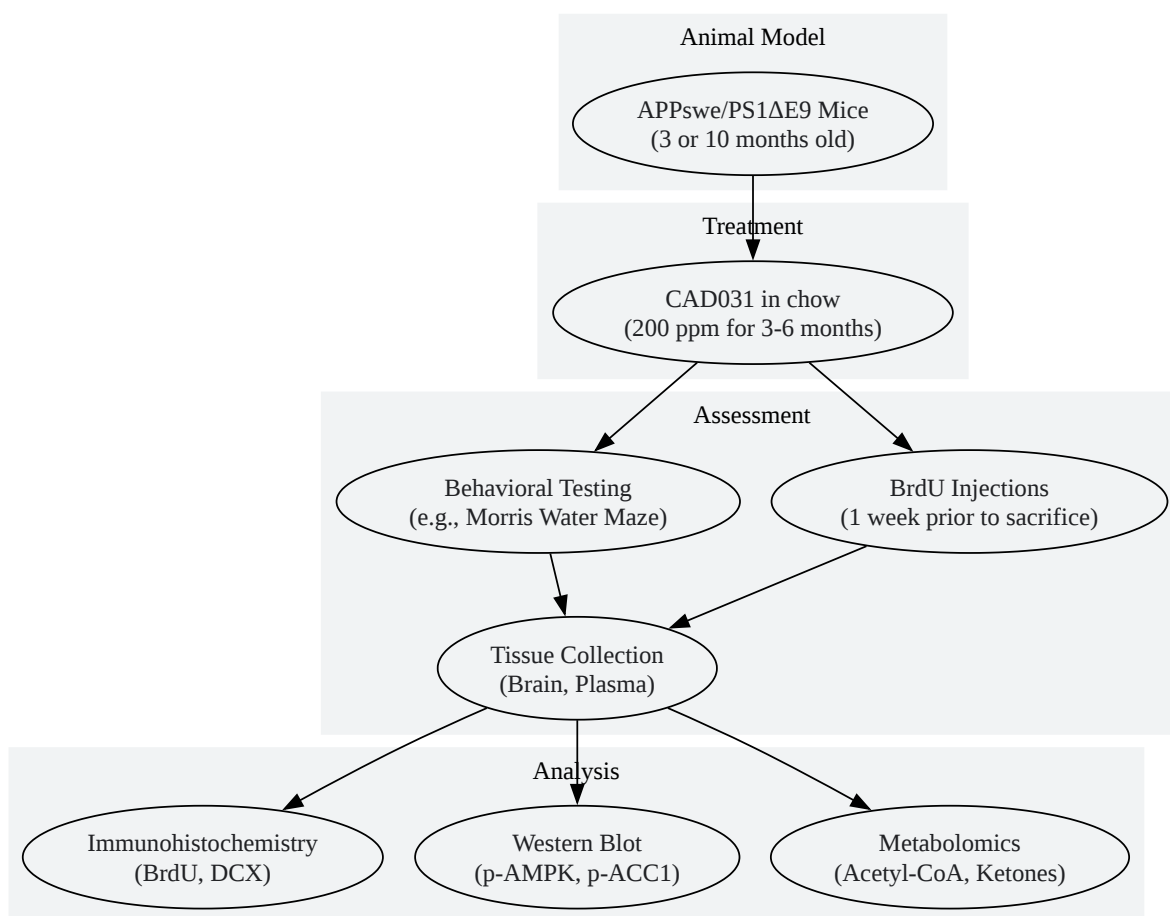 Animal Model
APPswe/PS1ΔE9 Mice
(3 or 10 months old)
Treatment
CAD031 in chow
(200 ppm for 3-6 months)
Assessment
Behavioral Testing
(e.g., Morris Water Maze)
BrdU Injections
(1 week prior to sacrifice)
Tissue Collection
(Brain, Plasma)
Analysis
Immunohistochemistry
(BrdU, DCX)
Western Blot
(p-AMPK, p-ACC1)
Metabolomics
(Acetyl-CoA, Ketones)